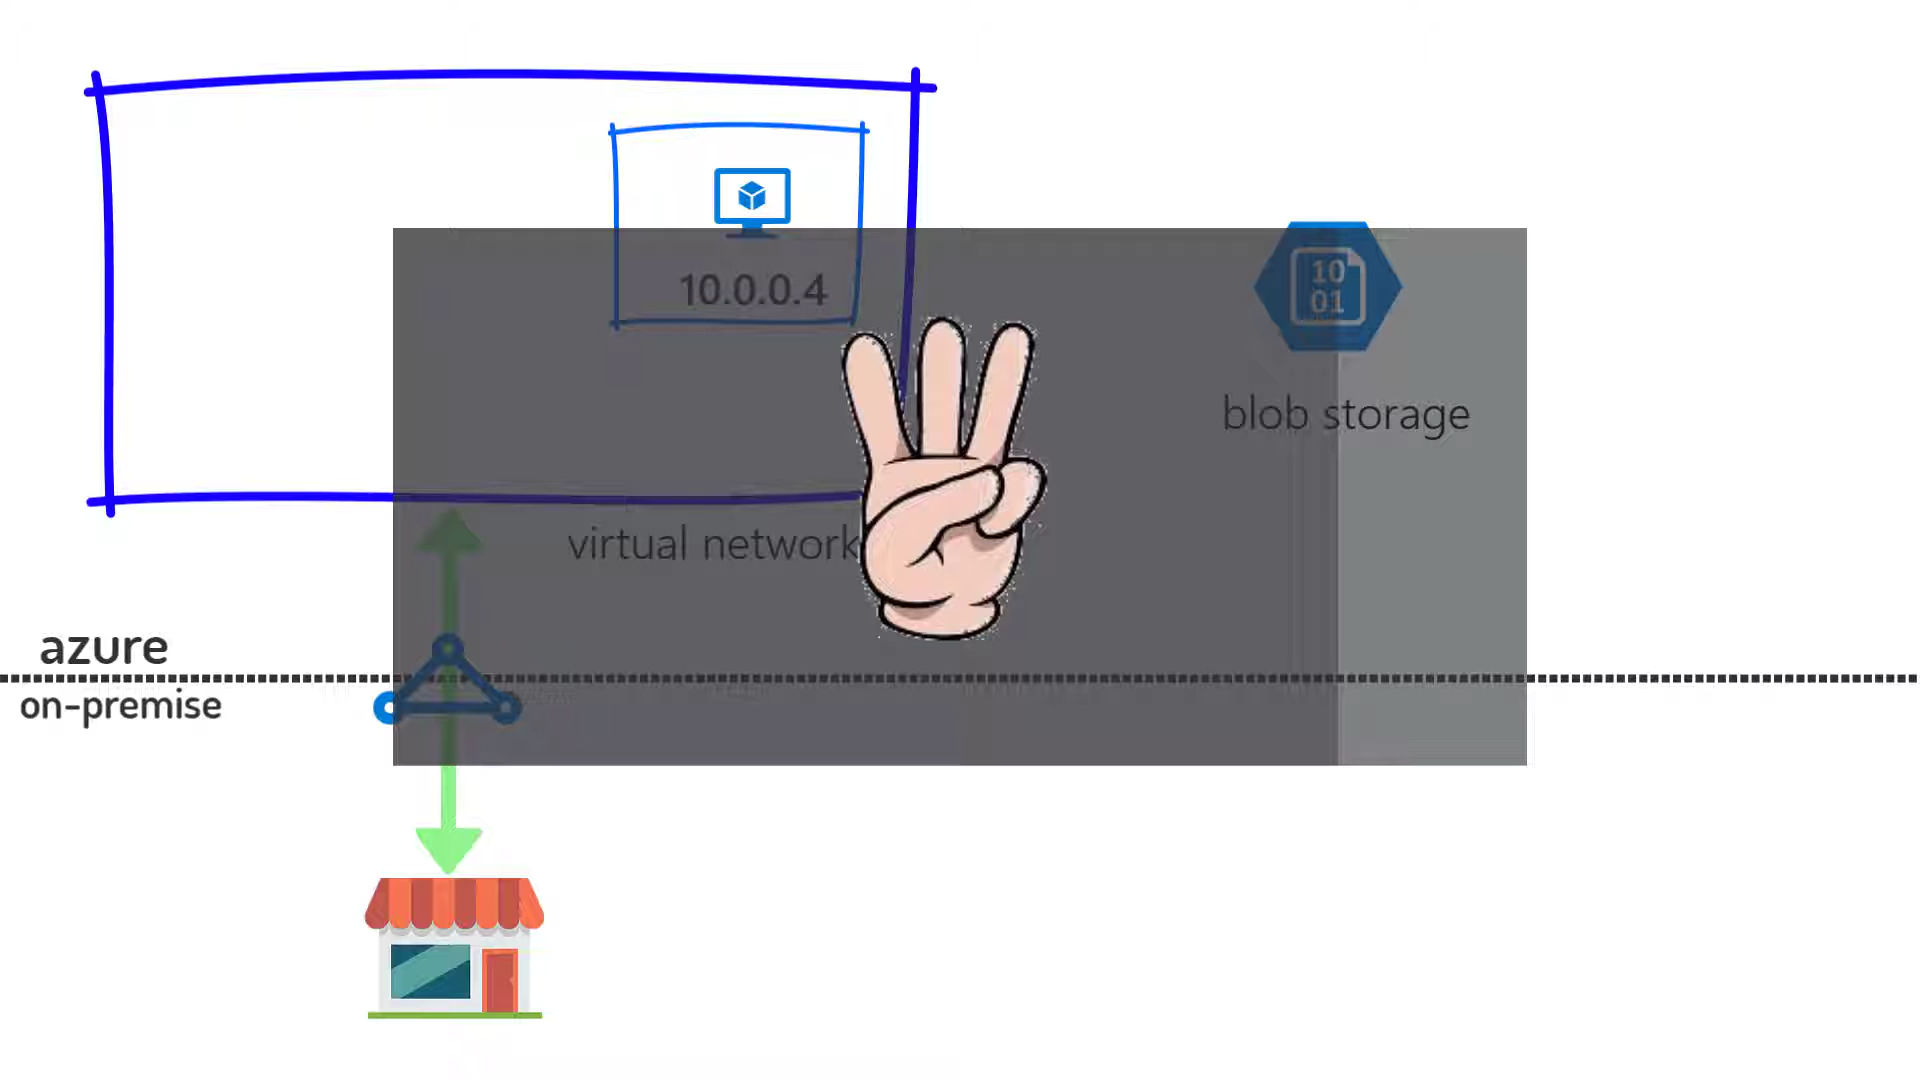 10.0.0.4
10
01
blob storage
virtual network
azure
on-premise